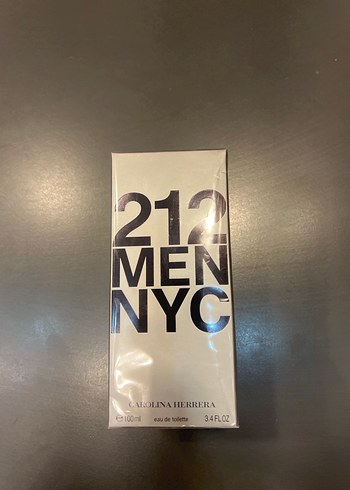 212
MEN
NYC
CAROLINA HERRERA
℮ 100 ml eau de toilette 3.4 FL OZ